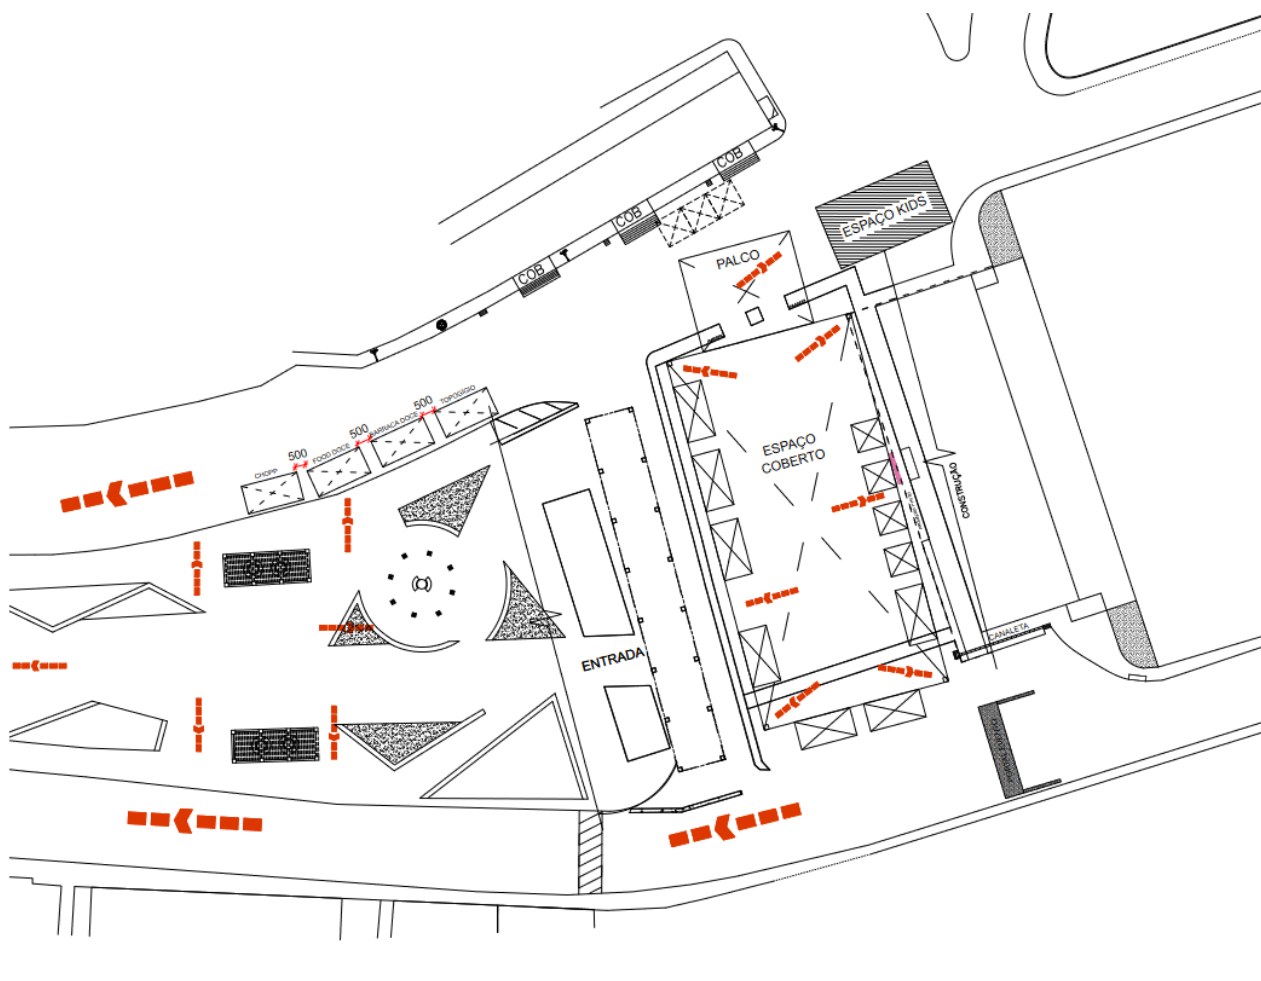 COB
COB
COB
ESPAÇO KIDS
PALCO
TOPOGÍGIO
500
BARRACA DOCE
500
FOOD DOCE
500
CHOPP
ESPAÇO
COBERTO
CONSTRUÇÃO
ENTRADA
CANALETA